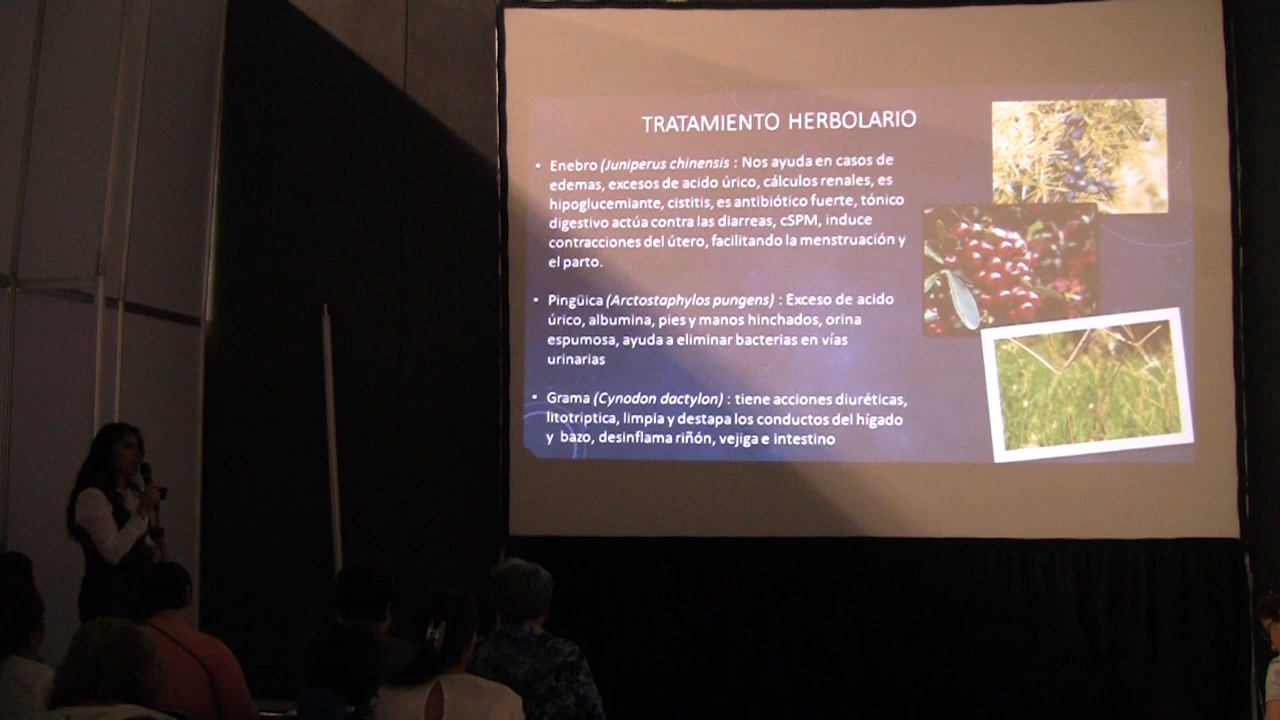 TRATAMIENTO HERBOLARIO
• Enebro (Juniperus chinensis : Nos ayuda en casos de
edemas, excesos de acido úrico, cálculos renales, es
hipoglucemiante, cistitis, es antibiótico fuerte, tónico
digestivo actúa contra las diarreas, cSPM, induce
contracciones del útero, facilitando la menstruación y
el parto.
• Pingüica (Arctostaphylos pungens) : Exceso de acido
úrico, albumina, pies y manos hinchados, orina
espumosa, ayuda a eliminar bacterias en vías
urinarias
• Grama (Cynodon dactylon) : tiene acciones diuréticas,
litotriptica, limpia y destapa los conductos del hígado
y bazo, desinflama riñón, vejiga e intestino